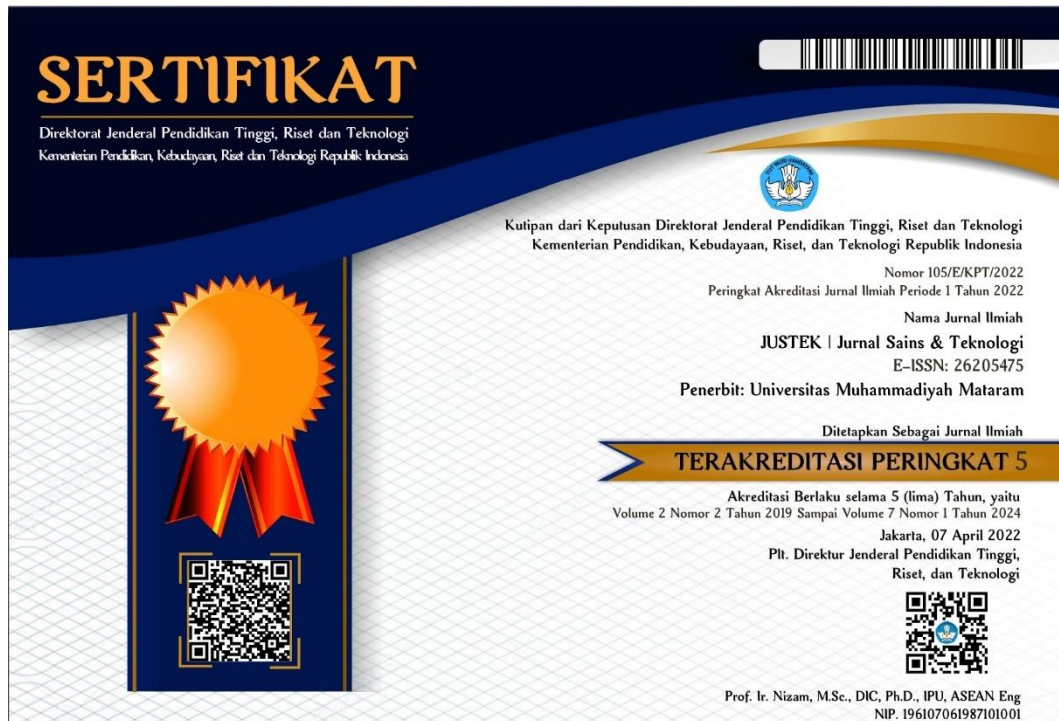 SERTIFIKAT
Direktorat Jenderal Pendidikan Tinggi, Riset dan Teknologi
Kementerian Pendidikan, Kebudayaan, Riset dan Teknologi Republik Indonesia
TUT WURI HANDAYANI
Kutipan dari Keputusan Direktorat Jenderal Pendidikan Tinggi, Riset dan Teknologi
Kementerian Pendidikan, Kebudayaan, Riset, dan Teknologi Republik Indonesia
Nomor 105/E/KPT/2022
Peringkat Akreditasi Jurnal Ilmiah Periode 1 Tahun 2022
Nama Jurnal Ilmiah
JUSTEK | Jurnal Sains & Teknologi
E-ISSN: 26205475
Penerbit: Universitas Muhammadiyah Mataram
Ditetapkan Sebagai Jurnal Ilmiah
TERAKREDITASI PERINGKAT 5
Akreditasi Berlaku selama 5 (lima) Tahun, yaitu
Volume 2 Nomor 2 Tahun 2019 Sampai Volume 7 Nomor 1 Tahun 2024
Jakarta, 07 April 2022
Plt. Direktur Jenderal Pendidikan Tinggi,
Riset, dan Teknologi
Prof. Ir. Nizam, M.Sc., DIC, Ph.D., IPU, ASEAN Eng
NIP. 196107061987101001